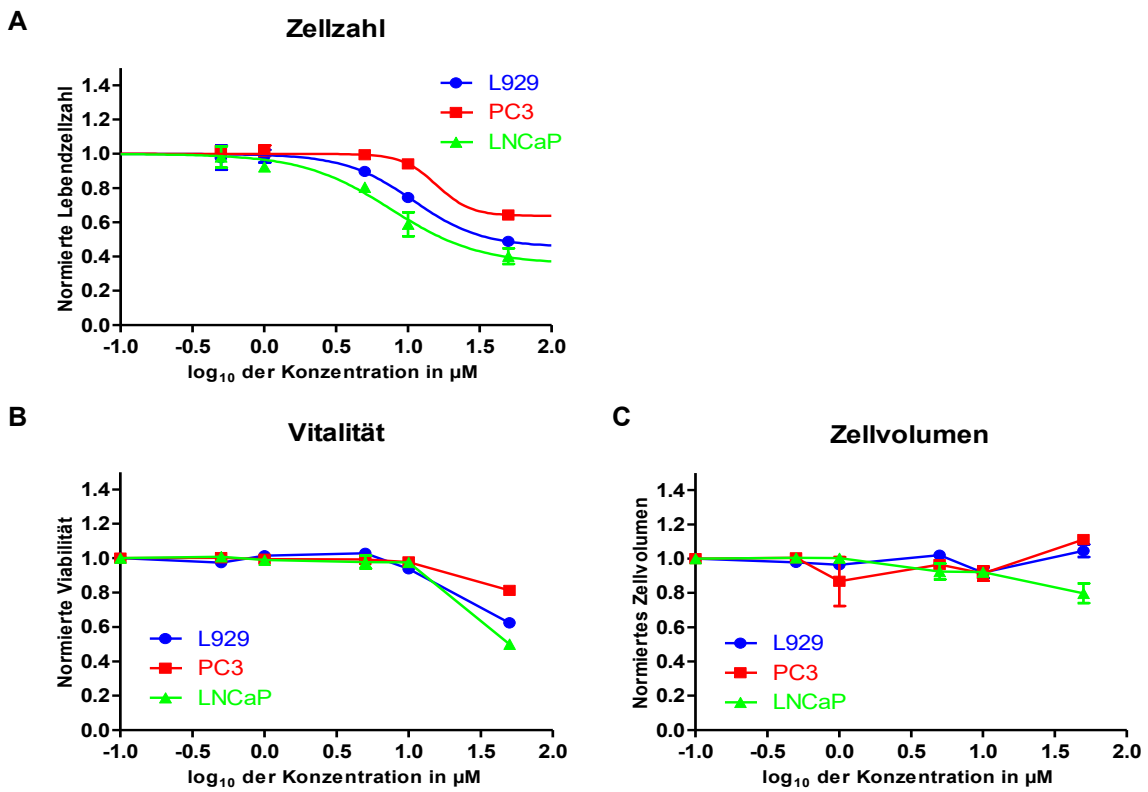 A
Zellzahl
L929
PC3
LNCaP
Normierte Lebendzellzahl
1.4
1.2
1.0
0.8
0.6
0.4
0.2
0.0
-1.0 -0.5 0.0 0.5 1.0 1.5 2.0
log₁₀ der Konzentration in µM
B
Vitalität
Normierte Viabilität
1.4
1.2
1.0
0.8
0.6
0.4
0.2
0.0
L929
PC3
LNCaP
-1.0 -0.5 0.0 0.5 1.0 1.5 2.0
log₁₀ der Konzentration in µM
C
Zellvolumen
Normiertes Zellvolumen
1.4
1.2
1.0
0.8
0.6
0.4
0.2
0.0
L929
PC3
LNCaP
-1.0 -0.5 0.0 0.5 1.0 1.5 2.0
log₁₀ der Konzentration in µM